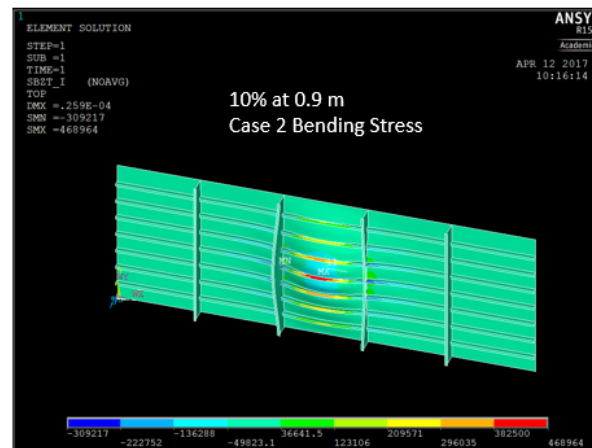 1
ELEMENT SOLUTION
STEP=1
SUB =1
TIME=1
SBZT_I (NOAVG)
TOP
DMX =.259E-04
SMN =-309217
SMX =468964
ANSY
R15
Academic
APR 12 2017
10:16:14
10% at 0.9 m
Case 2 Bending Stress
MN
MX
-309217 -136288 36641.5 209571 382500
-222752 -49823.1 123106 296035 468964